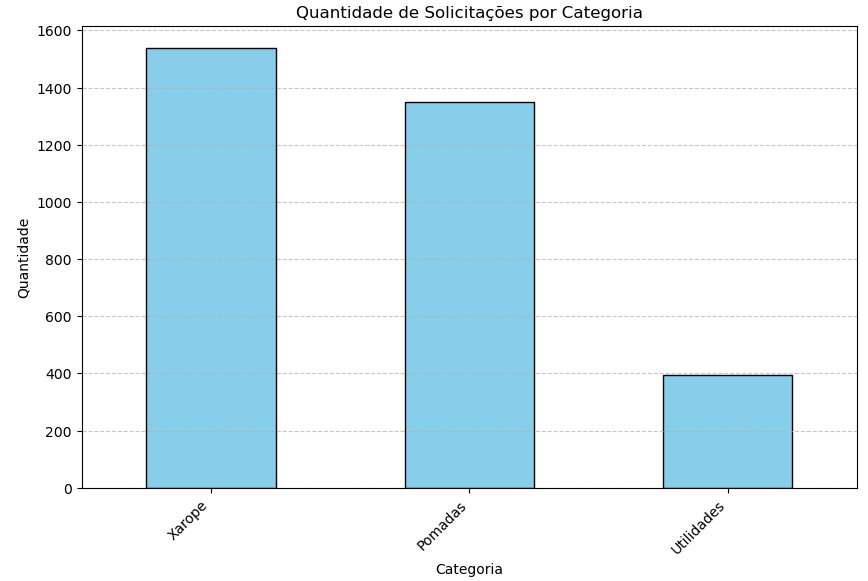 Quantidade de Solicitações por Categoria
1600
1400
1200
1000
800
600
400
200
0
Quantidade
Xarope
Pomadas
Utilidades
Categoria